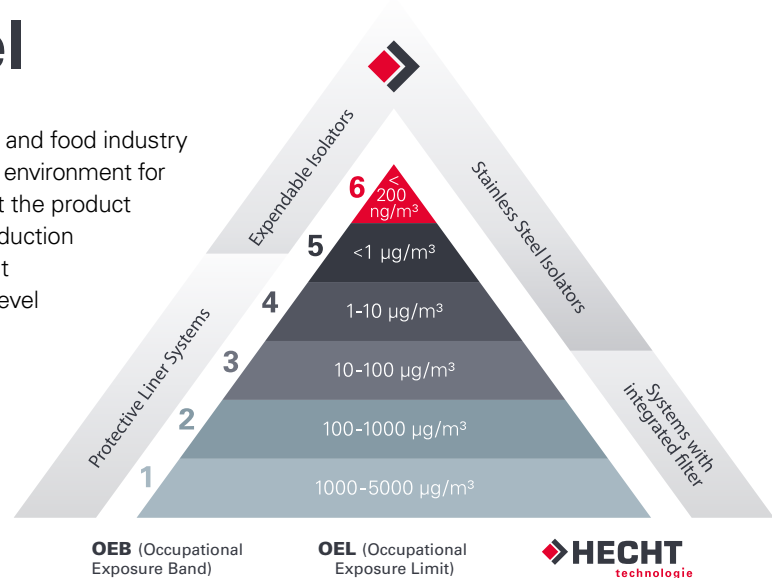 el
and food industry
environment for
t the product
duction
t
evel
Expendable Isolators
Stainless Steel Isolators
Protective Liner Systems
Systems with
integrated filter
6
<
200
ng/m³
5
<1 µg/m³
4
1-10 µg/m³
3
10-100 µg/m³
2
100-1000 µg/m³
1
1000-5000 µg/m³
OEB (Occupational
Exposure Band)
OEL (Occupational
Exposure Limit)
HECHT
technologie